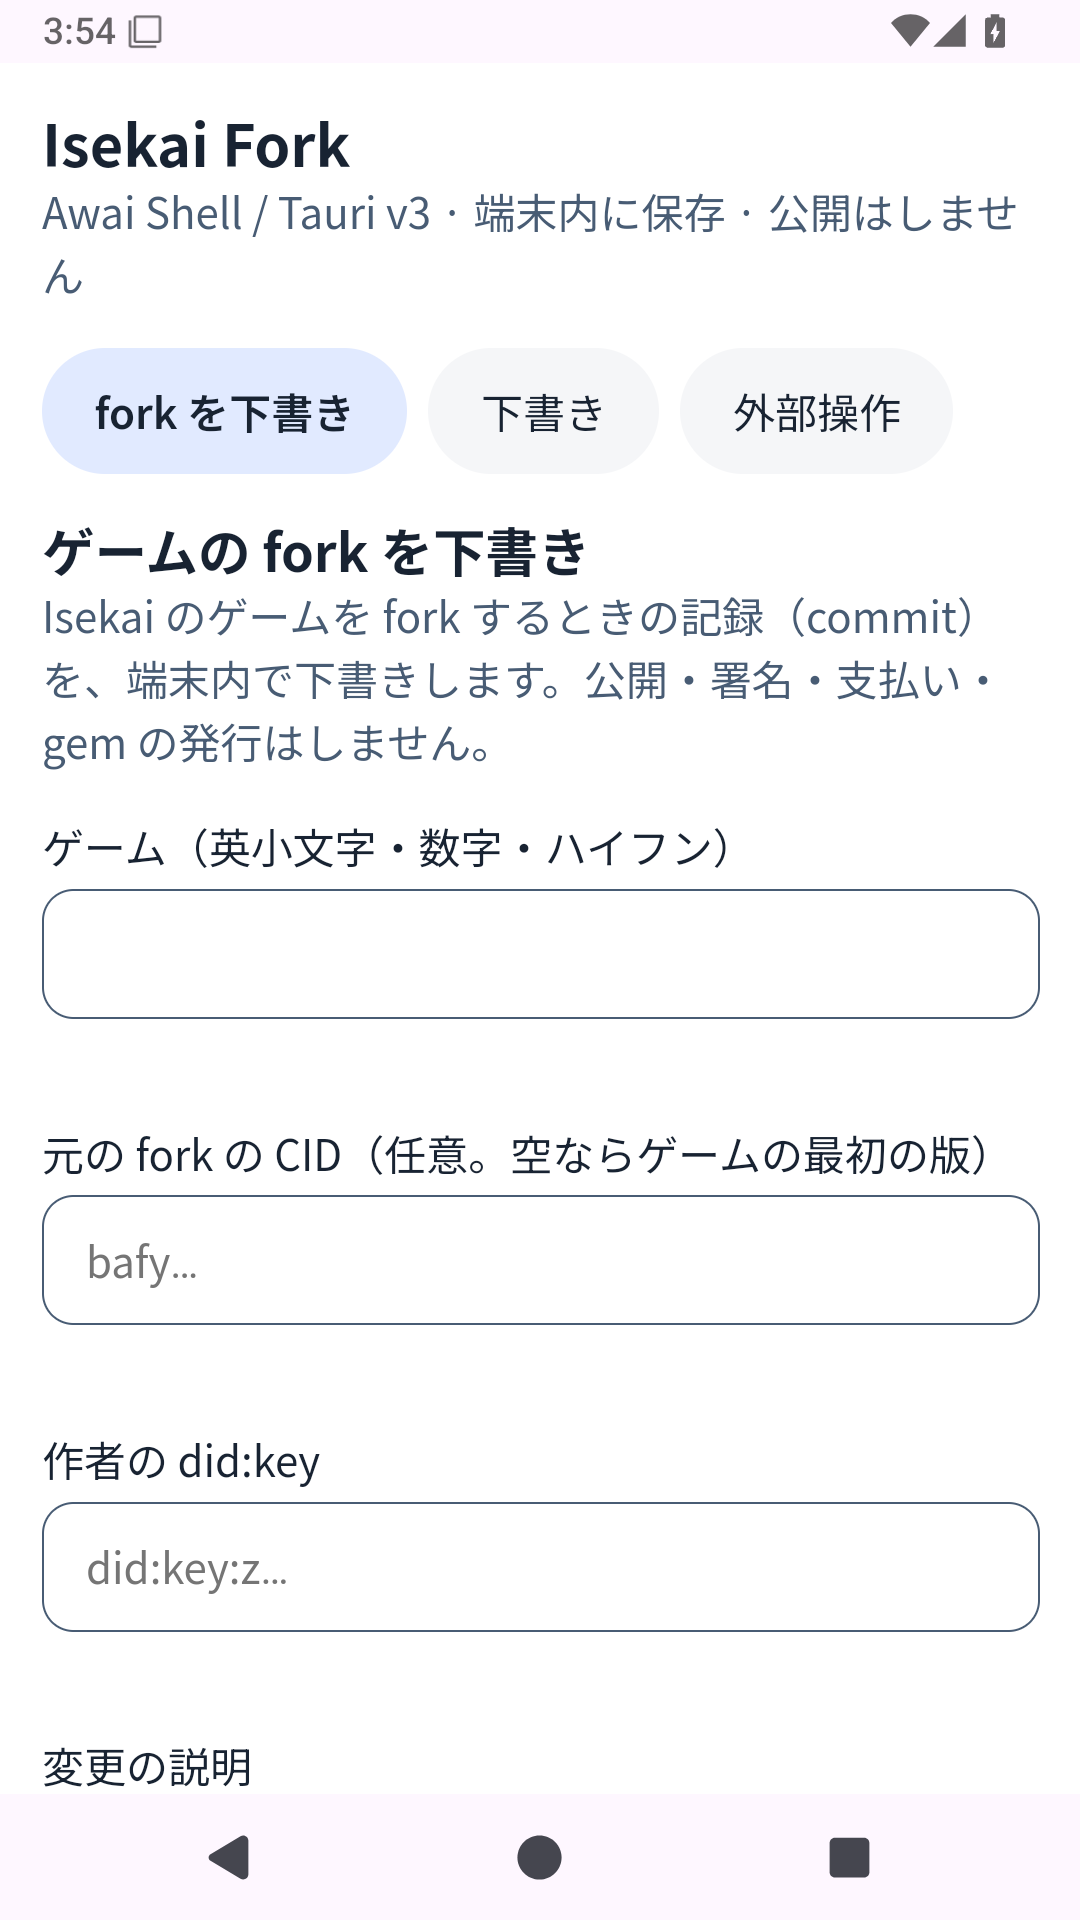 3:54
Isekai Fork
Awai Shell / Tauri v3 · 端末内に保存 · 公開はしませ
ん
fork を下書き
下書き
外部操作
ゲームの fork を下書き
Isekai のゲームを fork するときの記録（commit）
を、端末内で下書きします。公開・署名・支払い・
gem の発行はしません。
ゲーム（英小文字・数字・ハイフン）
元の fork の CID（任意。空ならゲームの最初の版）
bafy...
作者の did:key
did:key:z...
変更の説明